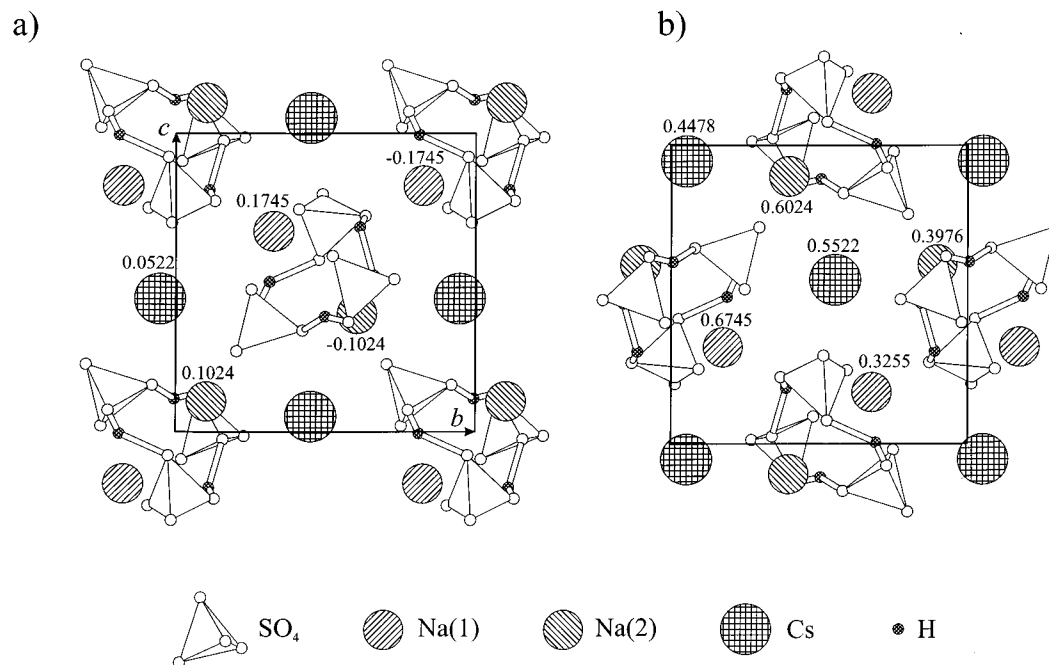 a)
b)
c
-0.1745
0.4478
0.1745
0.6024
0.0522
0.5522
0.3976
-0.1024
0.6745
0.1024
0.3255
b
SO4
Na(1)
Na(2)
Cs
H